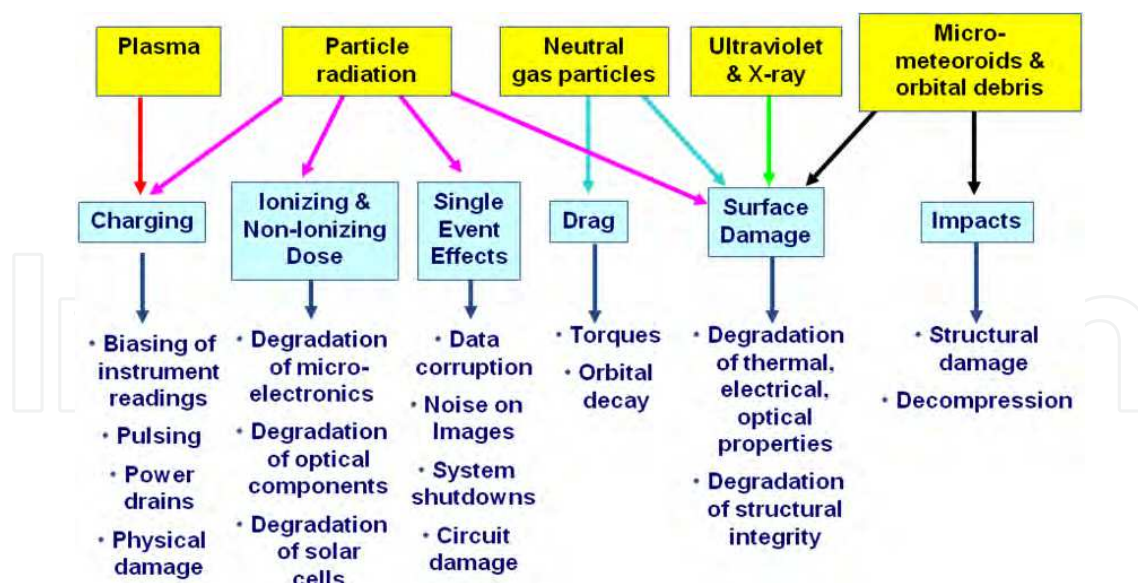 Plasma
Particle
radiation
Neutral
gas particles
Ultraviolet
& X-ray
Micro-
meteoroids &
orbital debris
Charging
Ionizing &
Non-Ionizing
Dose
Single
Event
Effects
Drag
Surface
Damage
Impacts
• Biasing of
instrument
readings
• Pulsing
• Power
drains
• Physical
damage
• Degradation
of micro-
electronics
• Degradation
of optical
components
• Degradation
of solar
cells
• Data
corruption
• Noise on
Images
• System
shutdowns
• Circuit
damage
• Torques
• Orbital
decay
• Degradation
of thermal,
electrical,
optical
properties
• Degradation
of structural
integrity
• Structural
damage
• Decompression